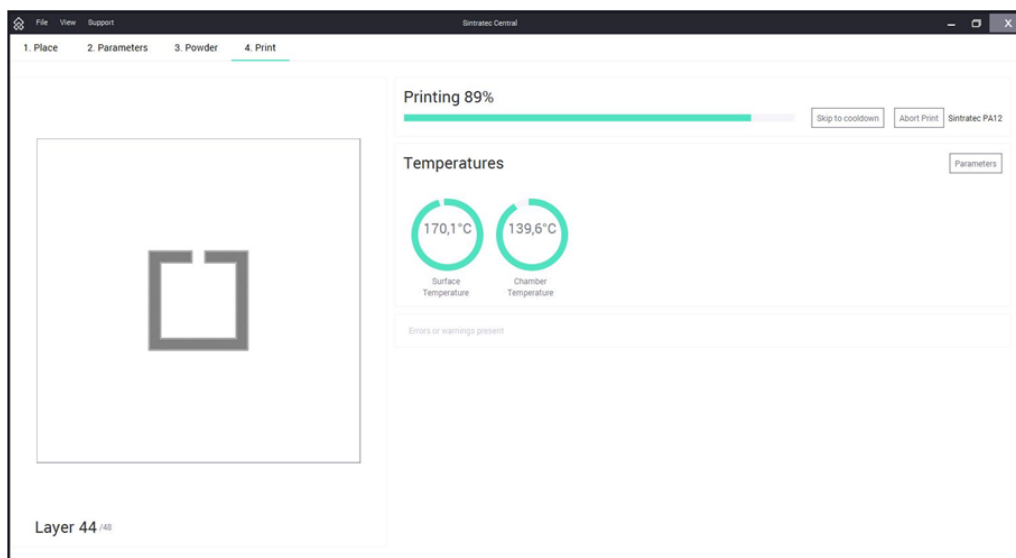 File View Support
Sintratec Central
X
1. Place 2. Parameters 3. Powder 4. Print
Printing 89%
Skip to cooldown Abort Print Sintratec PA12
Temperatures
Parameters
170,1°C 139,6°C
Surface Chamber
Temperature Temperature
Errors or warnings present
Layer 44 /48